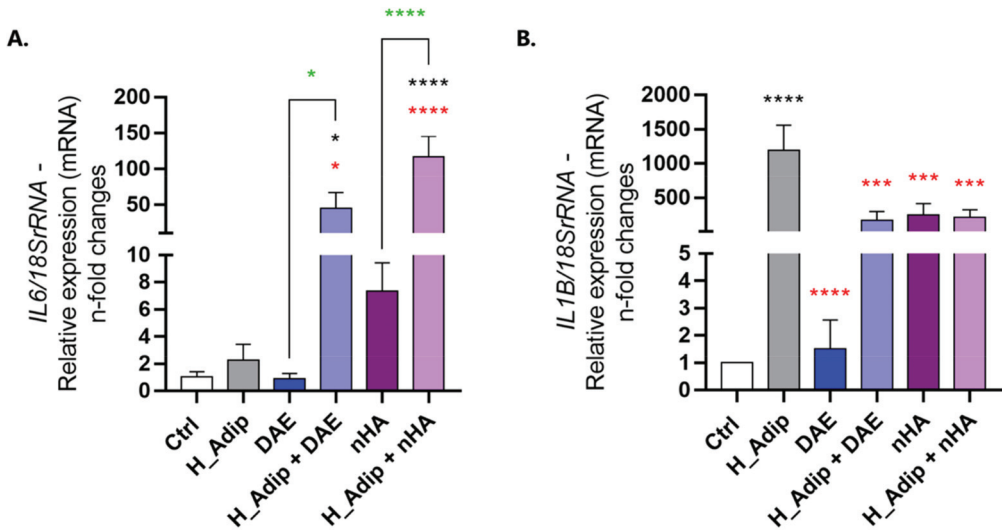 A.
IL6/18SrRNA -
Relative expression (mRNA)
n-fold changes
200
150
100
50
10
8
6
4
2
0
*
****
*
*
****
****
Ctrl
H_Adip
DAE
H_Adip + DAE
nHA
H_Adip + nHA
B.
IL1B/18SrRNA -
Relative expression (mRNA)
n-fold changes
2000
1500
1000
500
5
4
3
2
1
0
****
****
***
***
***
Ctrl
H_Adip
DAE
H_Adip + DAE
nHA
H_Adip + nHA